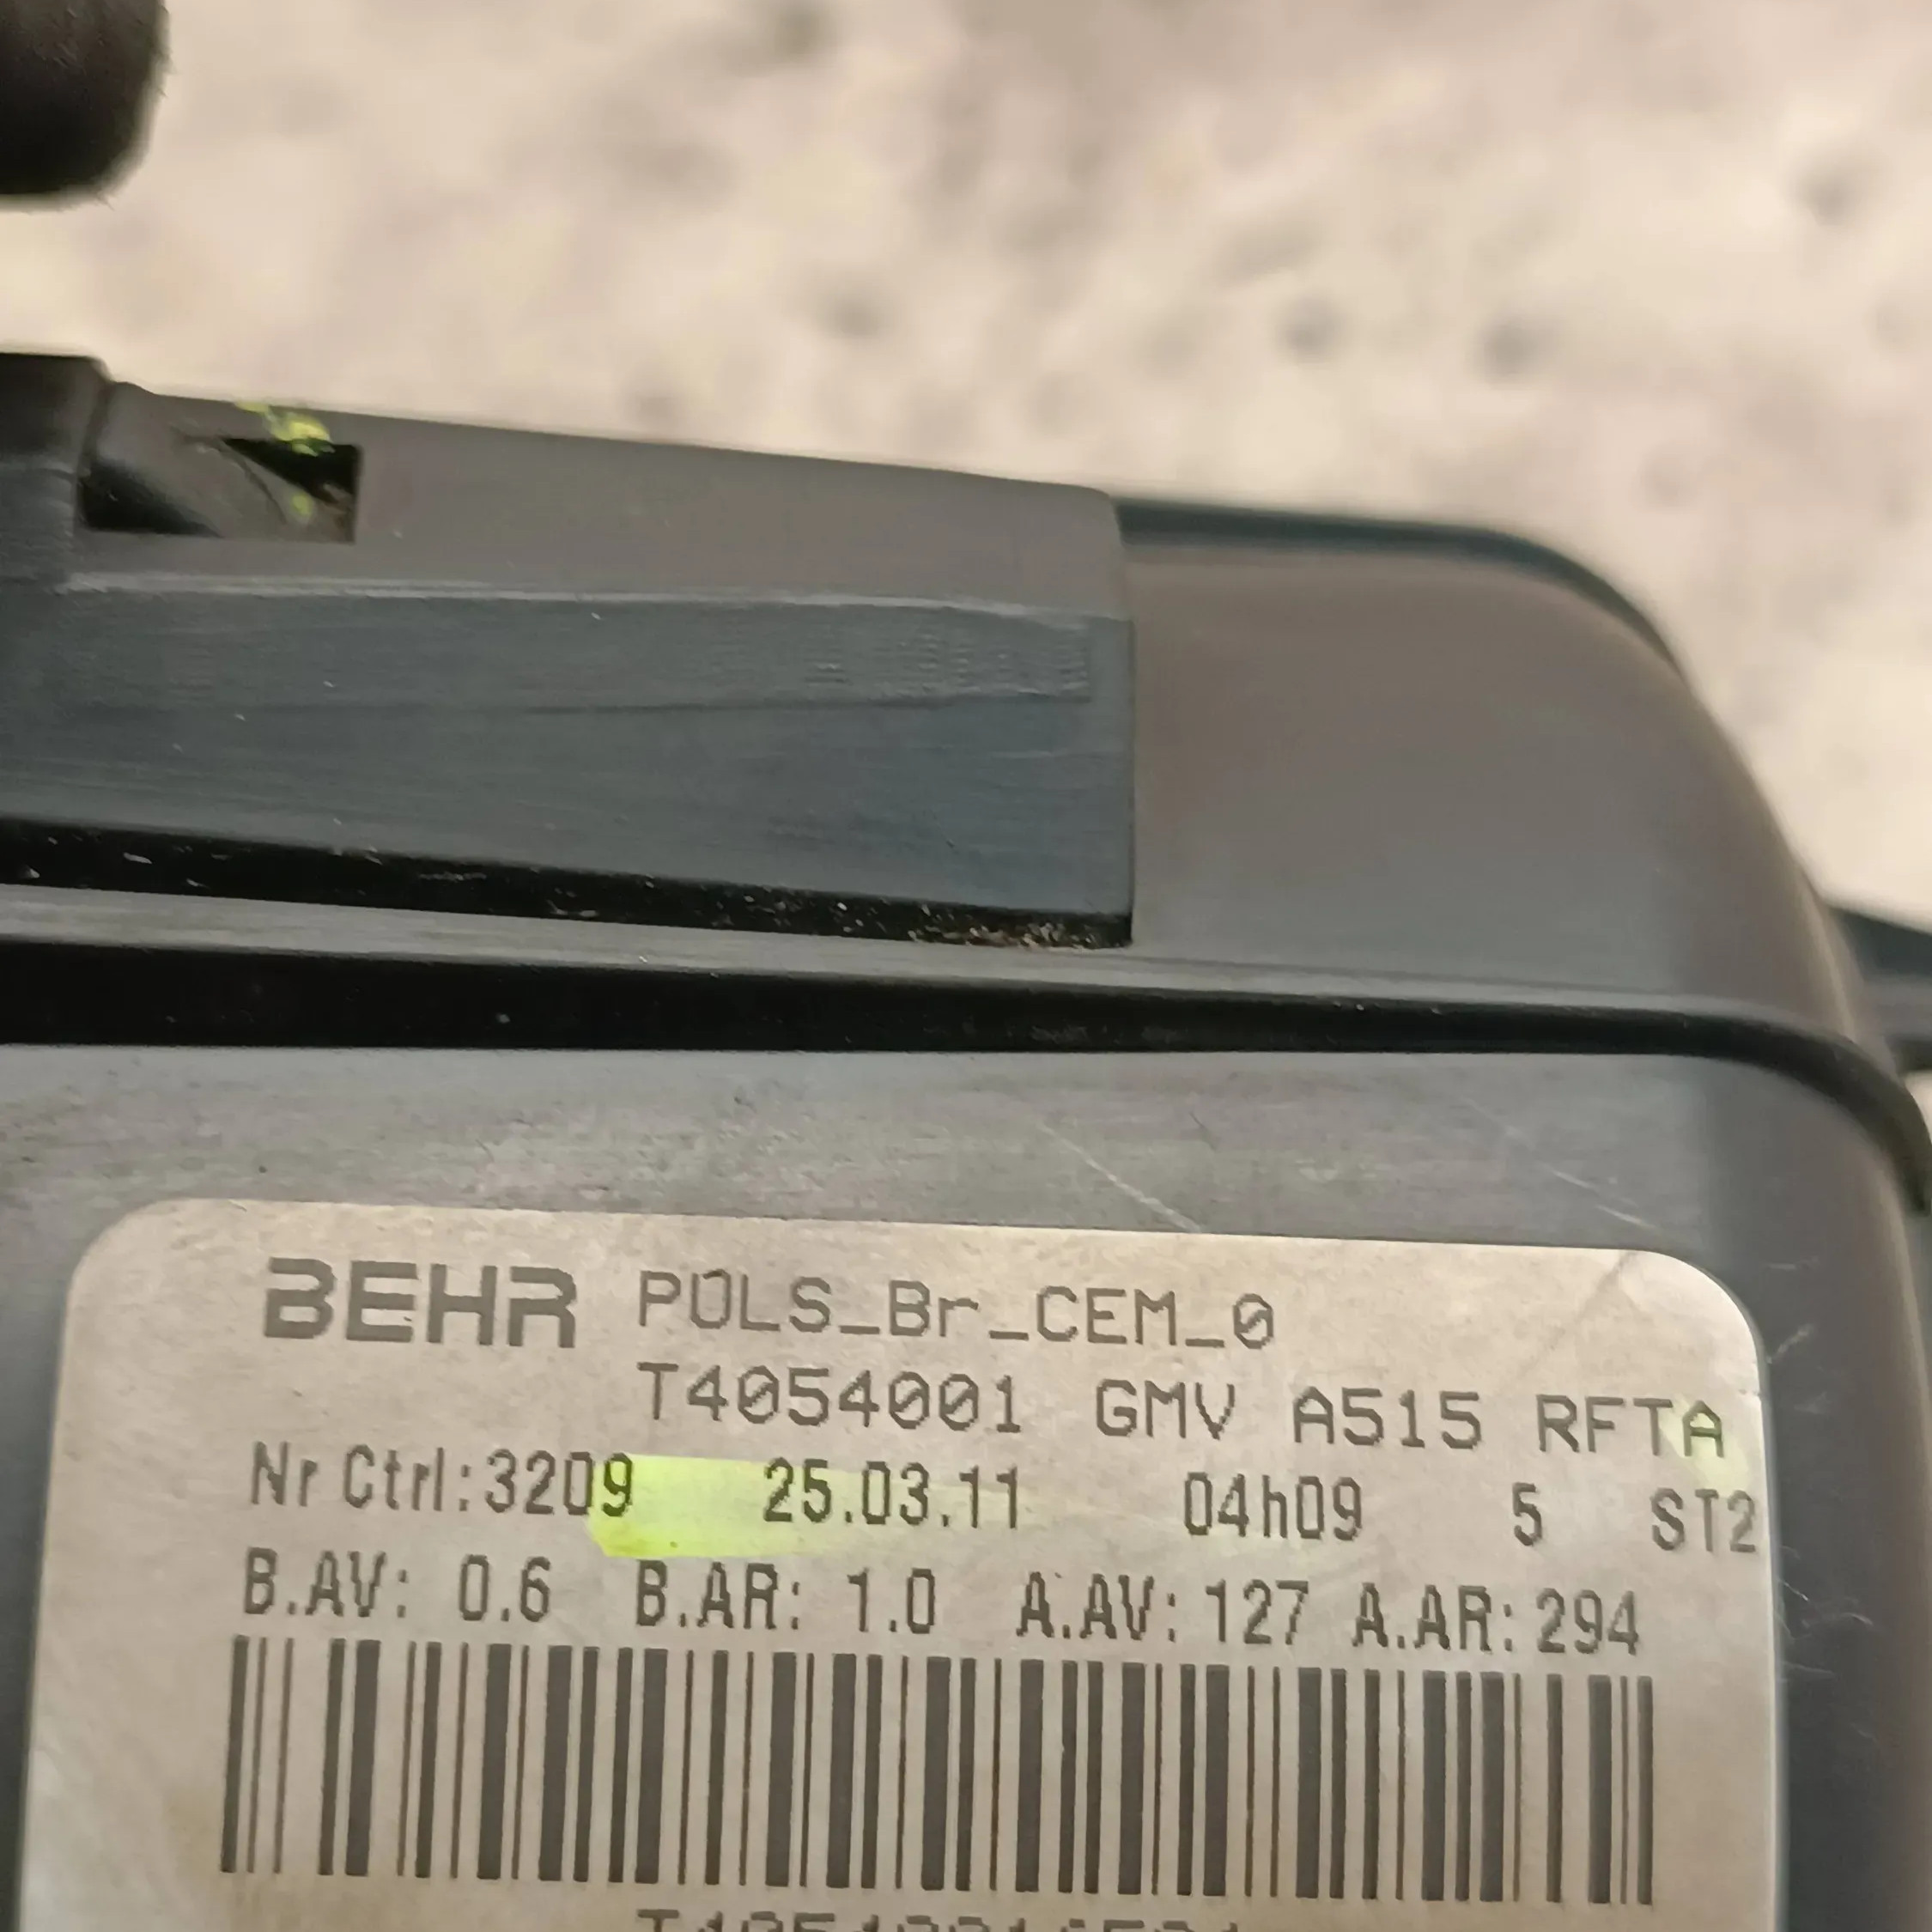 BEHR PULS_Br_CEM_0
T4054001 GMV A515 RFTA
Nr Ctrl:3209 25.03.11 04h09 5 ST2
B.AV: 0.6 B.AR: 1.0 A.AV:127 A.AR:294